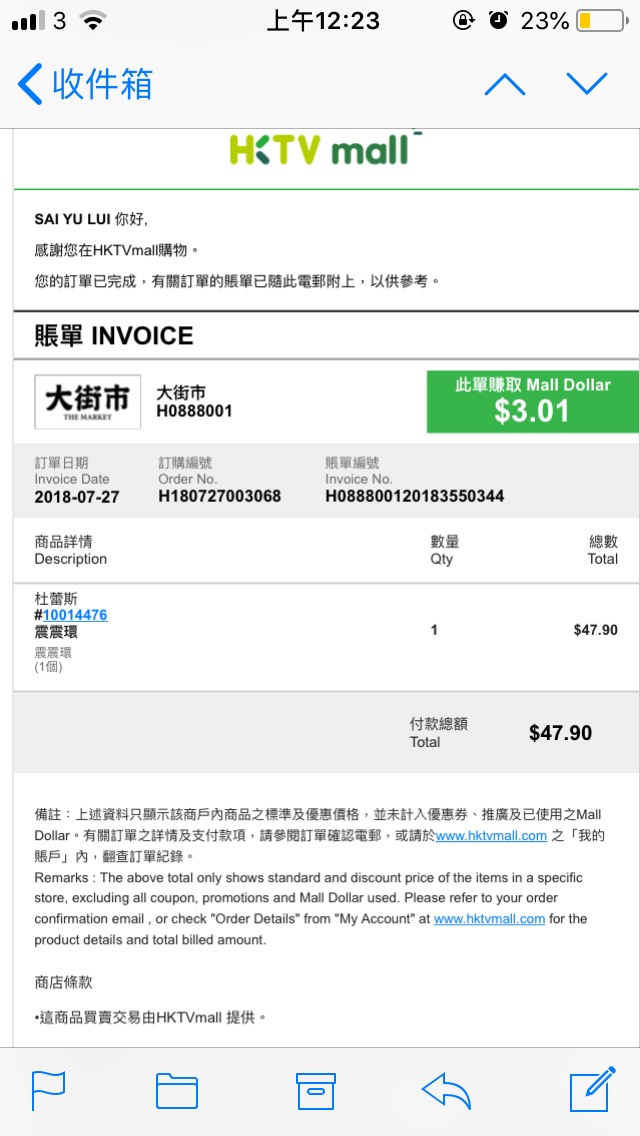 3 上午12:23 23%
收件箱
HKTV mall
SAI YU LUI 你好,
感謝您在HKTVmall購物。
您的訂單已完成，有關訂單的賬單已隨此電郵附上，以供參考。
賬單 INVOICE
大街市
THE MARKET
大街市
H0888001
此單賺取 Mall Dollar
$3.01
訂單日期 訂購編號 賬單編號
Invoice Date Order No. Invoice No.
2018-07-27 H180727003068 H088800120183550344
商品詳情 數量 總數
Description Qty Total
杜蕾斯
#10014476
震震環 1 $47.90
震震環
(1個)
付款總額
Total $47.90
備註：上述資料只顯示該商戶內商品之標準及優惠價格，並未計入優惠券、推廣及已使用之Mall
Dollar。有關訂單之詳情及支付款項，請參閱訂單確認電郵，或請於www.hktvmall.com 之「我的
賬戶」內，翻查訂單紀錄。
Remarks : The above total only shows standard and discount price of the items in a specific
store, excluding all coupon, promotions and Mall Dollar used. Please refer to your order
confirmation email , or check "Order Details" from "My Account" at www.hktvmall.com for the
product details and total billed amount.
商店條款
•這商品買賣交易由HKTVmall 提供。